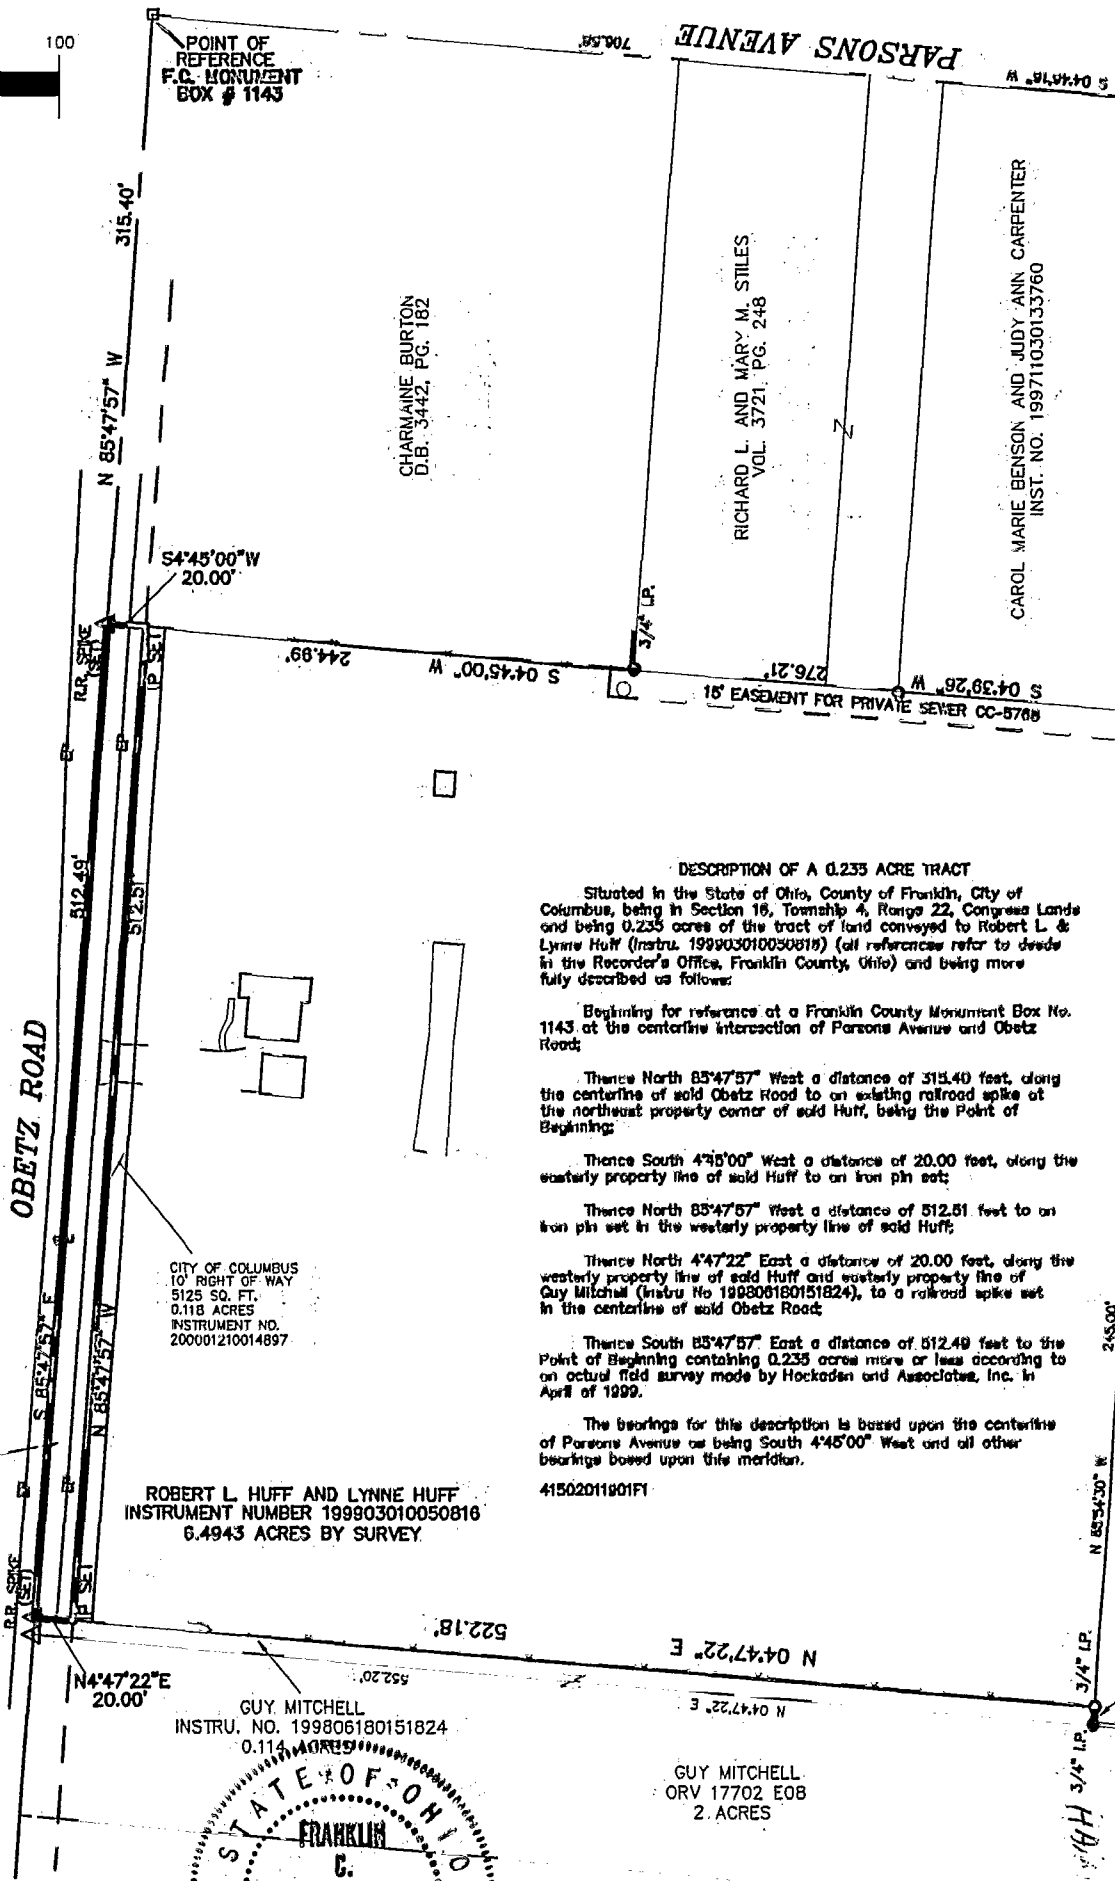 100
POINT OF
REFERENCE
F.C. MONUMENT
BOX # 1143
706.58'
PARSONS AVENUE
S 04°46'16" W
315.40'
N 85°47'57" W
CHARMAINE BURTON
D.B. 3442, PG. 182
RICHARD L. AND MARY M. STILES
VOL. 3721, PG. 248
Z
CAROL MARIE BENSON AND JUDY ANN CARPENTER
INST. NO. 199711030133760
S4°45'00"W
20.00'
R.R. SPIKE
(SET)
IP SET
244.99'
S 04°45'00" W
3/4" I.P.
276.21'
S 04°39'26" W
15' EASEMENT FOR PRIVATE SEWER CC-5768
512.49'
512.51'
OBETZ ROAD
DESCRIPTION OF A 0.235 ACRE TRACT
Situated in the State of Ohio, County of Franklin, City of
Columbus, being in Section 16, Township 4, Range 22, Congress Lands
and being 0.235 acres of the tract of land conveyed to Robert L. &
Lynne Huff (Instru. 199903010050816) (all references refer to deeds
in the Recorder's Office, Franklin County, Ohio) and being more
fully described as follows:
Beginning for reference at a Franklin County Monument Box No.
1143 at the centerline intersection of Parsons Avenue and Obetz
Road;
Thence North 85°47'57" West a distance of 315.40 feet, along
the centerline of said Obetz Road to an existing railroad spike at
the northeast property corner of said Huff, being the Point of
Beginning;
Thence South 4°45'00" West a distance of 20.00 feet, along the
easterly property line of said Huff to an iron pin set;
Thence North 85°47'57" West a distance of 512.51 feet to an
iron pin set in the westerly property line of said Huff;
Thence North 4°47'22" East a distance of 20.00 feet, along the
westerly property line of said Huff and easterly property line of
Guy Mitchell (Instru No 199806180151824), to a railroad spike set
in the centerline of said Obetz Road;
Thence South 85°47'57" East a distance of 512.49 feet to the
Point of Beginning containing 0.235 acres more or less according to
an actual field survey made by Hockaden and Associates, Inc. in
April of 1999.
The bearings for this description is based upon the centerline
of Parsons Avenue as being South 4°45'00" West and all other
bearings based upon this meridian.
41502011901F1
CITY OF COLUMBUS
10' RIGHT OF WAY
5125 SQ. FT.
0.118 ACRES
INSTRUMENT NO.
200001210014897
S 85°47'57" E
N 85°47'57" W
245.00'
N 85°54'30" W
ROBERT L. HUFF AND LYNNE HUFF
INSTRUMENT NUMBER 199903010050816
6.4943 ACRES BY SURVEY
R.R. SPIKE
(SET)
IP SET
522.18'
N 04°47'22" E
552.20'
N 04°47'22" E
3/4" I.P.
3/4" I.P.
N4°47'22"E
20.00'
GUY MITCHELL
INSTRU. NO. 199806180151824
0.114 ACRES
GUY MITCHELL
ORV 17702 E08
2 ACRES
STATE OF OHIO
FRANKLIN
C.